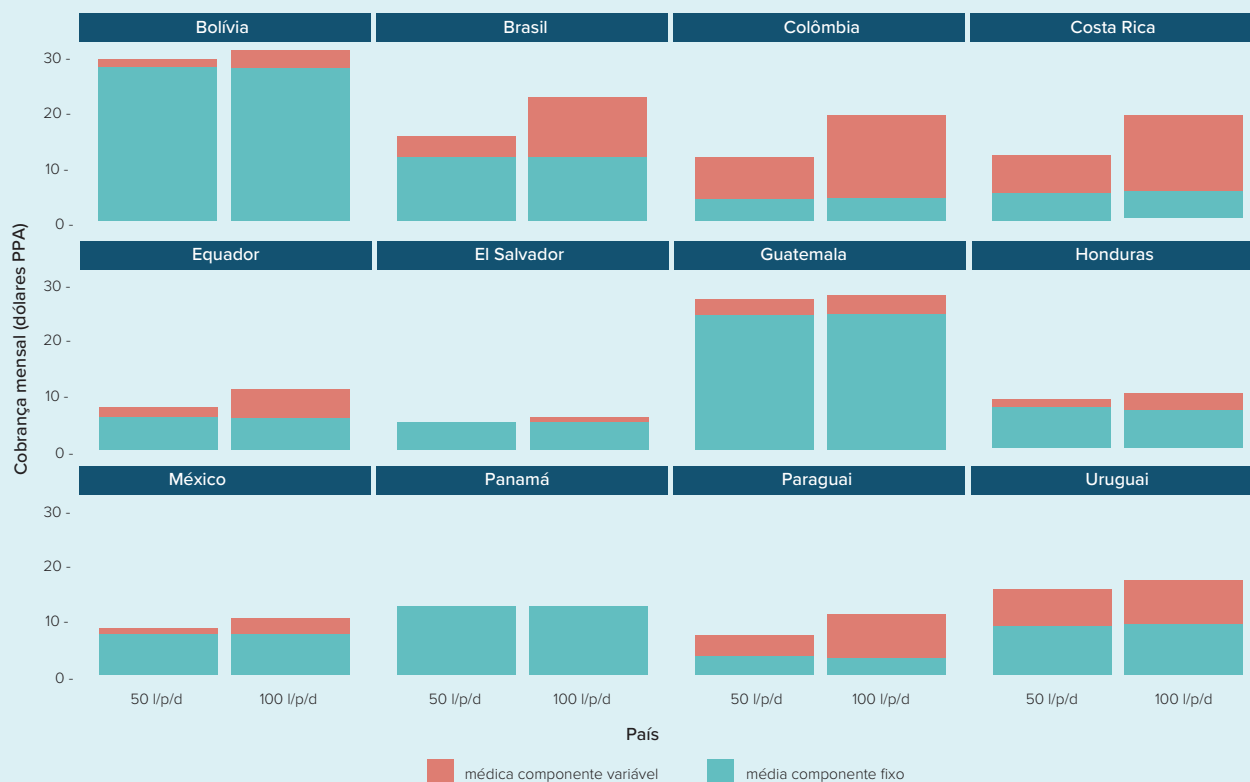 Bolívia Brasil Colômbia Costa Rica
30 -
20 -
10 -
0 -
Equador El Salvador Guatemala Honduras
30 -
20 -
10 -
0 -
México Panamá Paraguai Uruguai
30 -
20 -
10 -
0 -
Cobrança mensal (dólares PPA)
50 l/p/d 100 l/p/d 50 l/p/d 100 l/p/d 50 l/p/d 100 l/p/d 50 l/p/d 100 l/p/d
País
médica componente variável média componente fixo